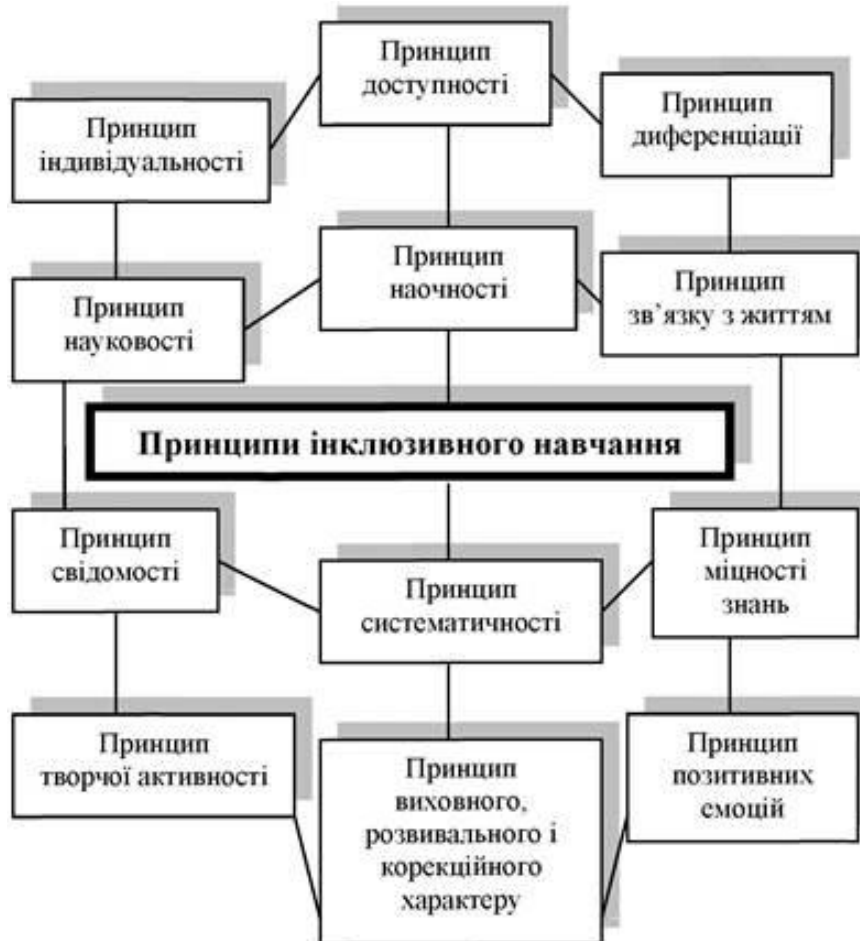 Принцип
доступності
Принцип
індивідуальності
Принцип
диференціації
Принцип
наочності
Принцип
науковості
Принцип
зв’язку з життям
Принципи інклюзивного навчання
Принцип
свідомості
Принцип
систематичності
Принцип
міцності
знань
Принцип
творчої активності
Принцип
виховного,
розвивального і
корекційного
характеру
Принцип
позитивних
емоцій